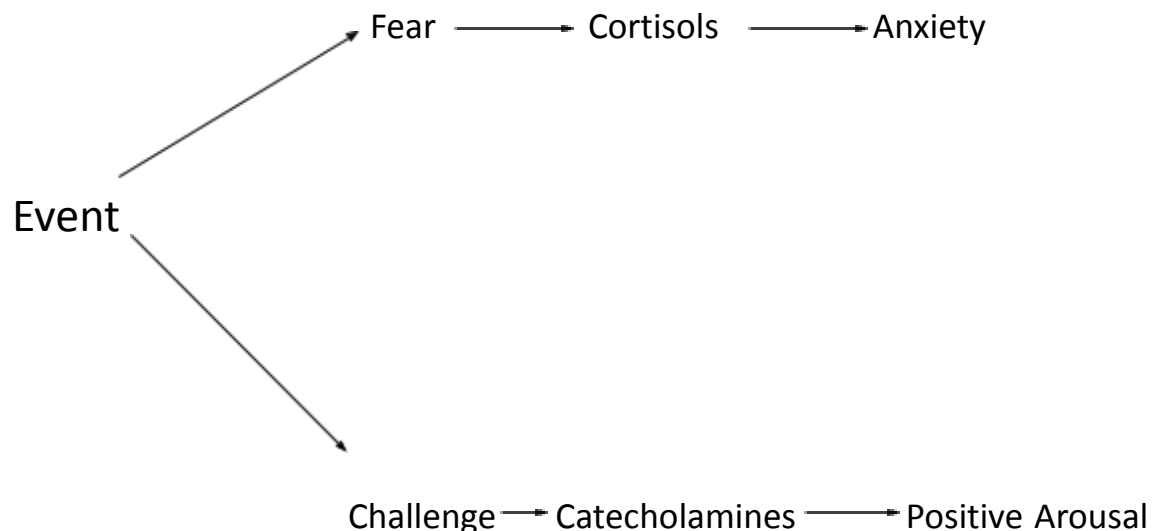 Fear Cortisols Anxiety
Event
Challenge Catecholamines Positive Arousal